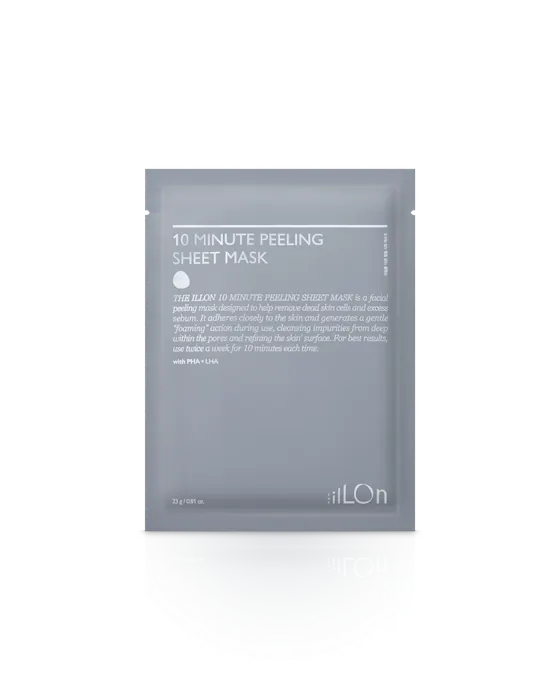 10 MINUTE PEELING
SHEET MASK
THE ILLON 10 MINUTE PEELING SHEET MASK is a facial
peeling mask designed to help remove dead skin cells and excess
sebum. It adheres closely to the skin and generates a gentle
"foaming" action during use, cleansing impurities from deep
within the pores and refining the skin' surface. For best results,
use twice a week for 10 minutes each time.
with PHA + LHA
illOn